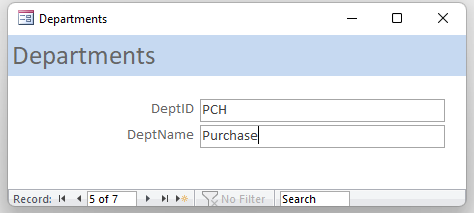 Departments
Departments
DeptID PCH
DeptName Purchase
Record: 5 of 7 No Filter Search